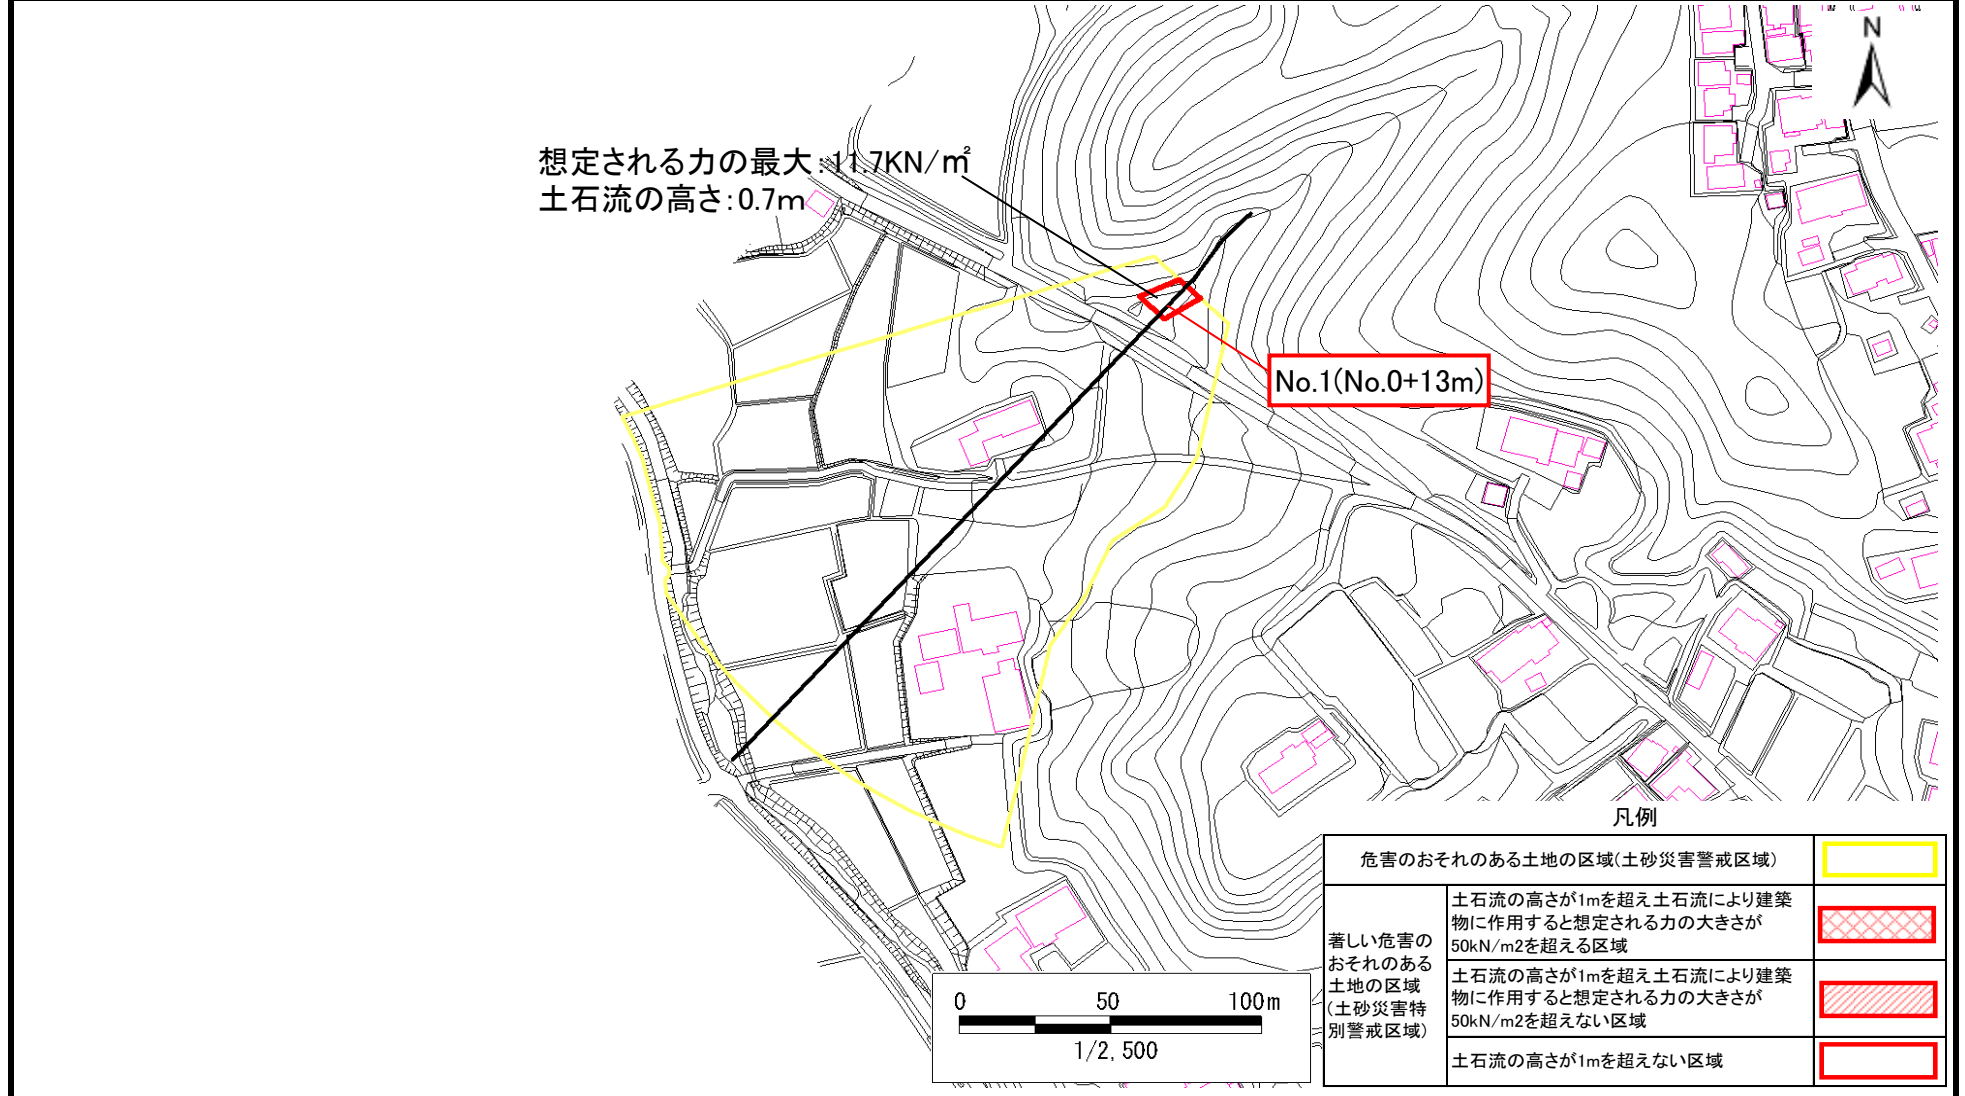 N
想定される力の最大:11.7KN/㎡
土石流の高さ:0.7m
No.1(No.0+13m)
凡例
危害のおそれのある土地の区域(土砂災害警戒区域)
著しい危害の
おそれのある
土地の区域
(土砂災害特
別警戒区域)
土石流の高さが1mを超え土石流により建築
物に作用すると想定される力の大きさが
50kN/m2を超える区域
土石流の高さが1mを超え土石流により建築
物に作用すると想定される力の大きさが
50kN/m2を超えない区域
土石流の高さが1mを超えない区域
0 50 100m
1/2,500